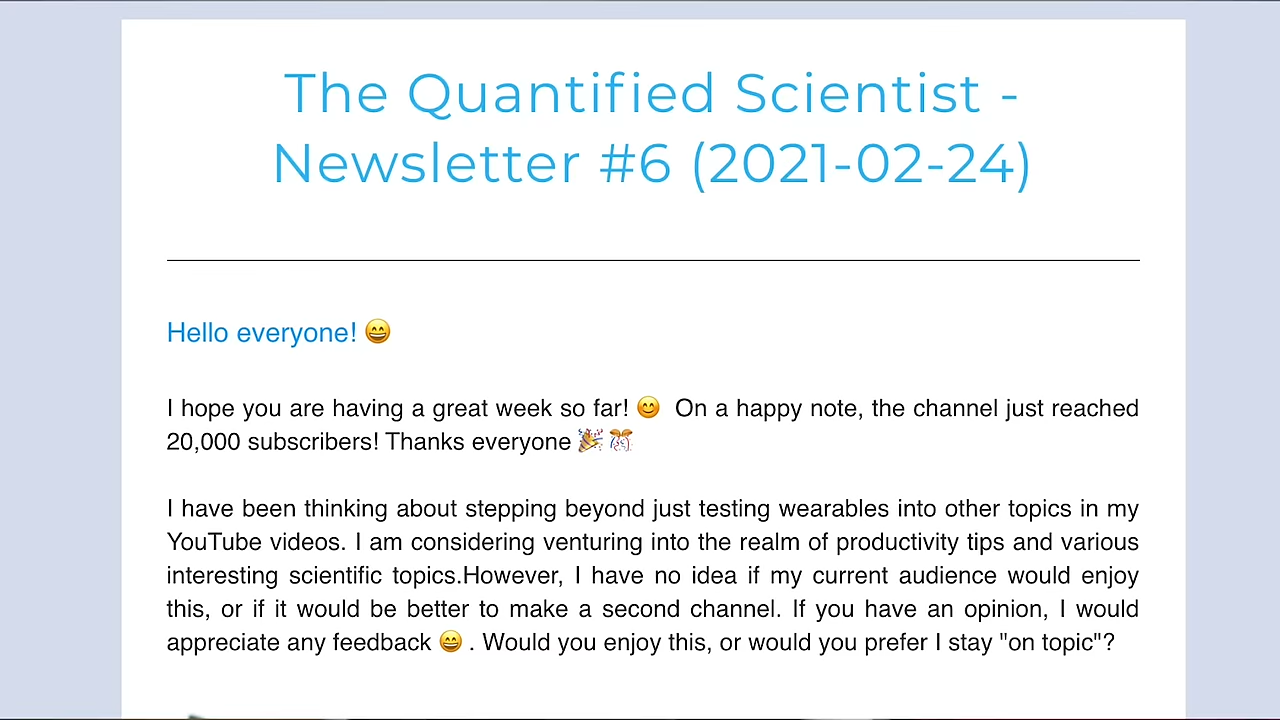 The Quantified Scientist -
Newsletter #6 (2021-02-24)
Hello everyone! 😄
I hope you are having a great week so far! 😊 On a happy note, the channel just reached
20,000 subscribers! Thanks everyone 🎉 🎊
I have been thinking about stepping beyond just testing wearables into other topics in my
YouTube videos. I am considering venturing into the realm of productivity tips and various
interesting scientific topics.However, I have no idea if my current audience would enjoy
this, or if it would be better to make a second channel. If you have an opinion, I would
appreciate any feedback 😄 . Would you enjoy this, or would you prefer I stay "on topic"?